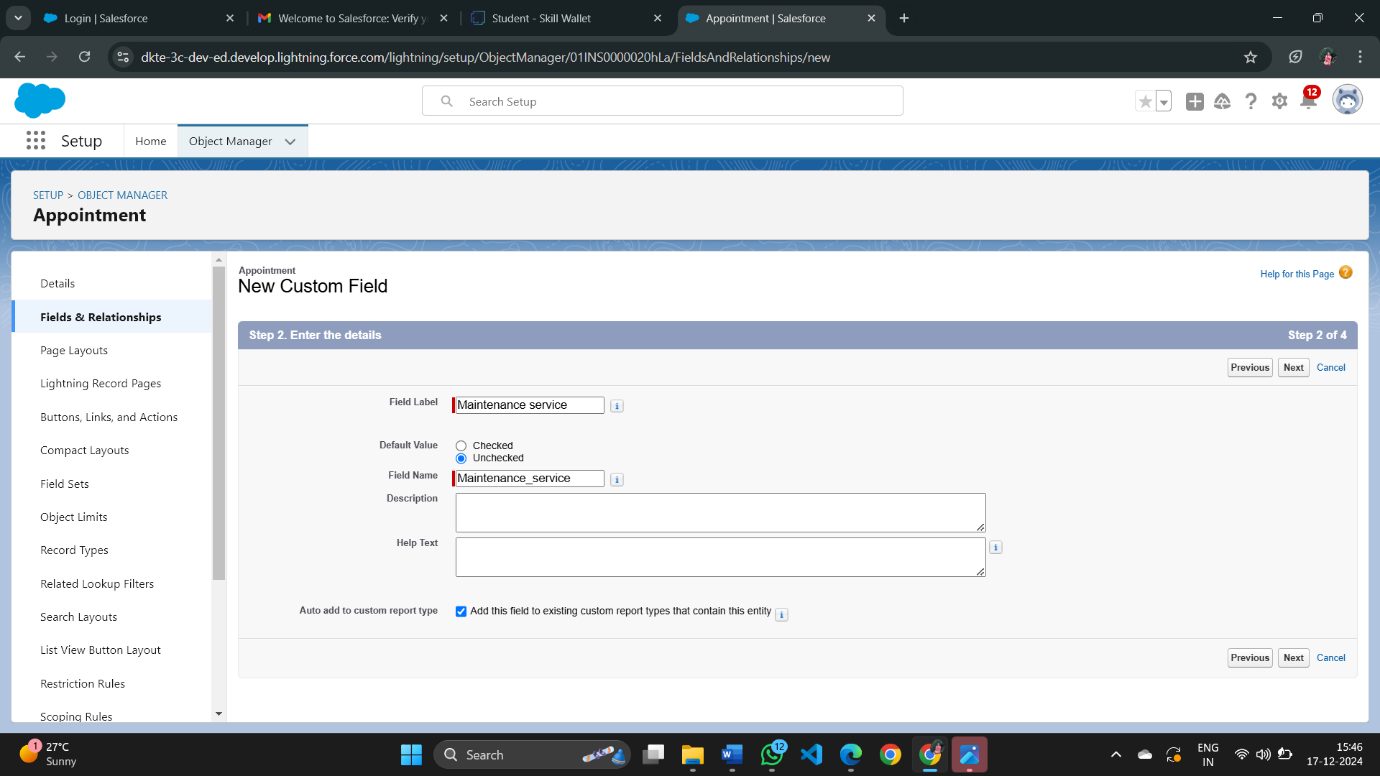 Login | Salesforce
Welcome to Salesforce: Verify y
Student - Skill Wallet
Appointment | Salesforce
dkte-3c-dev-ed.develop.lightning.force.com/lightning/setup/ObjectManager/01INS0000020hLa/FieldsAndRelationships/new
Search Setup
12
Setup
Home
Object Manager
SETUP > OBJECT MANAGER
Appointment
Details
Fields & Relationships
Page Layouts
Lightning Record Pages
Buttons, Links, and Actions
Compact Layouts
Field Sets
Object Limits
Record Types
Related Lookup Filters
Search Layouts
List View Button Layout
Restriction Rules
Scoping Rules
Appointment
New Custom Field
Help for this Page
Step 2. Enter the details
Step 2 of 4
Previous Next Cancel
Field Label Maintenance service
Default Value Checked
Unchecked
Field Name Maintenance_service
Description
Help Text
Auto add to custom report type Add this field to existing custom report types that contain this entity
Previous Next Cancel
1
27°C
Sunny
Search
12
ENG
IN
15:46
17-12-2024